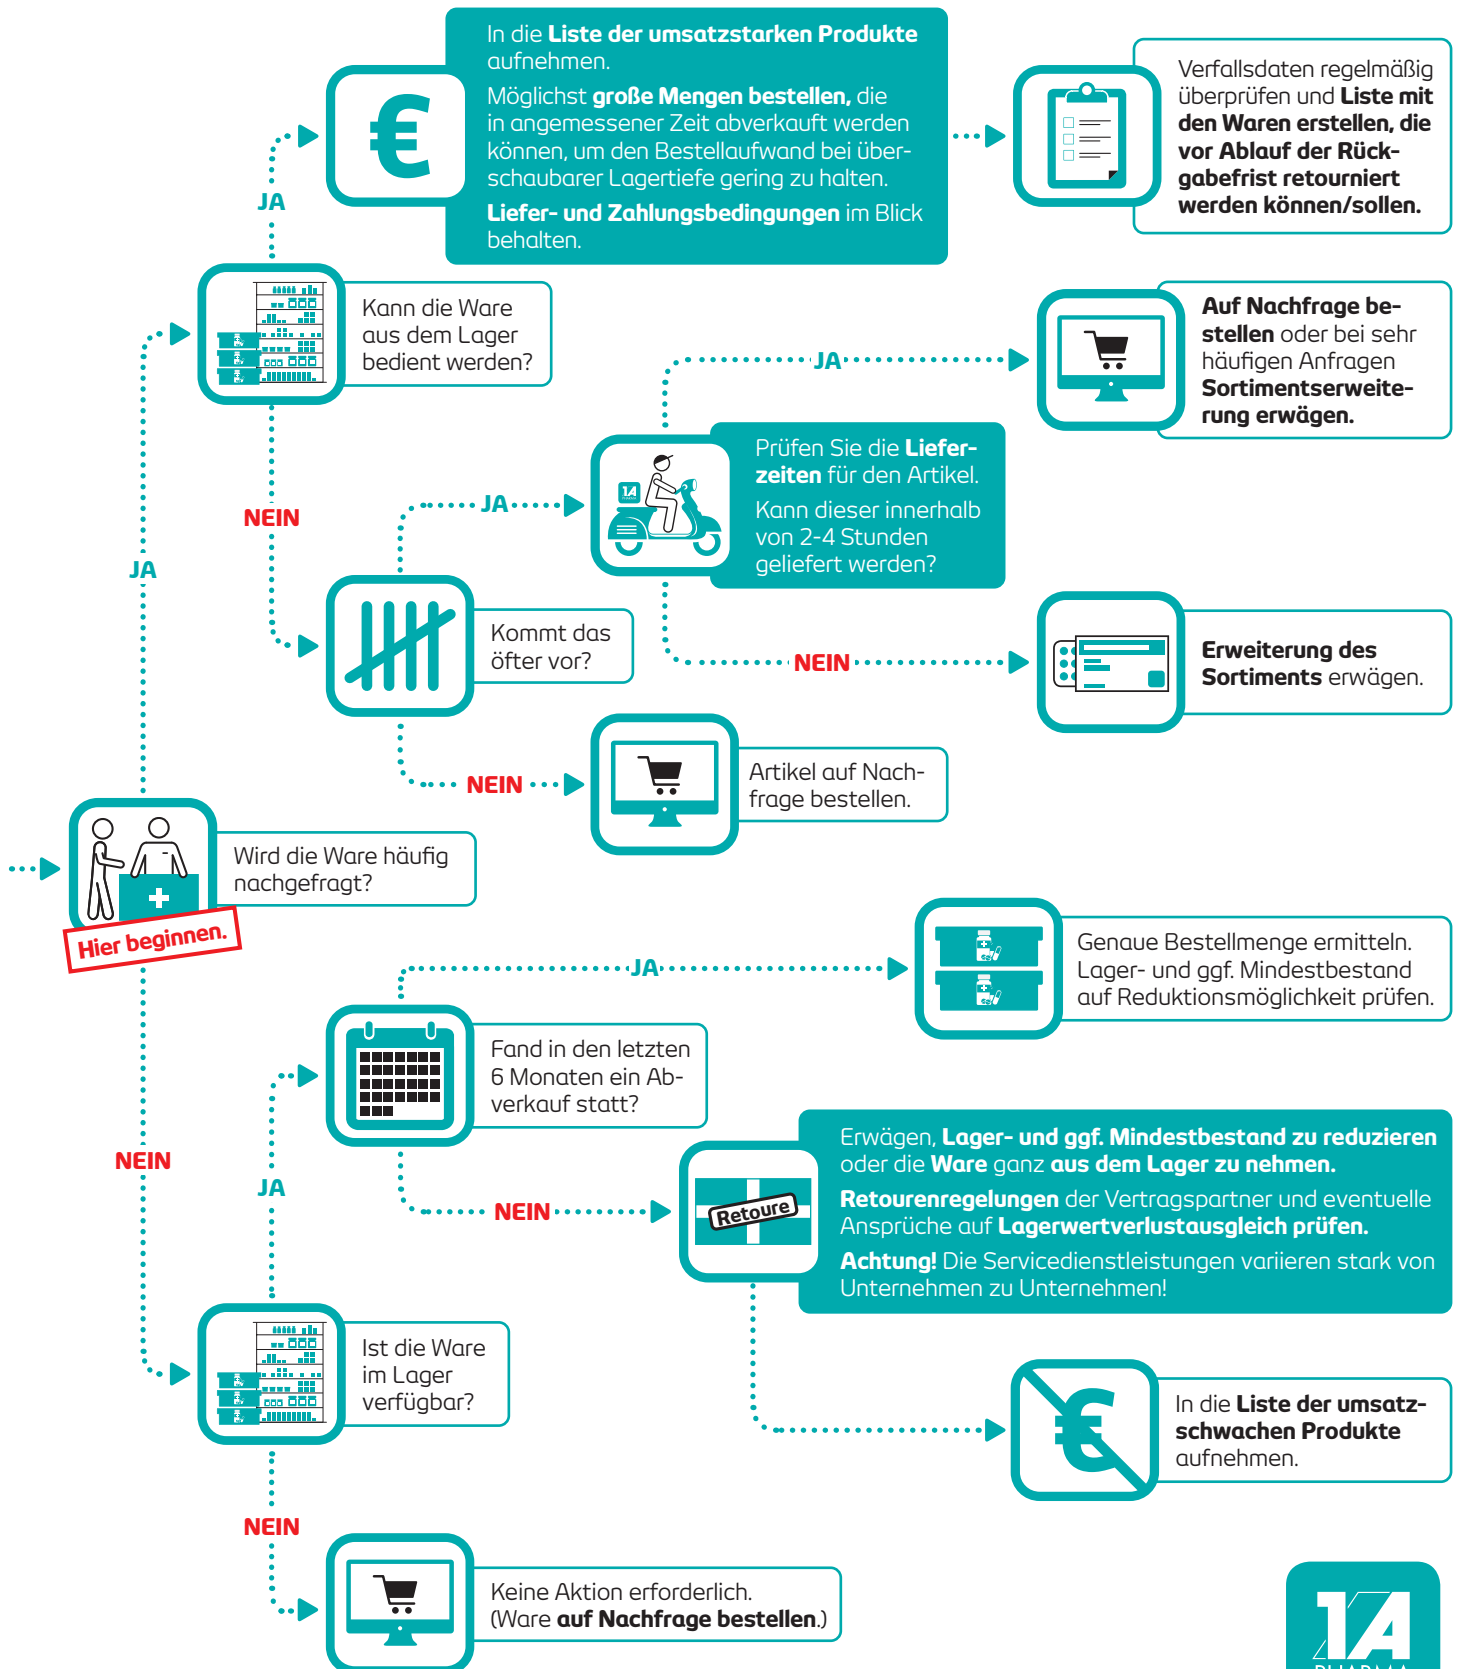 In die Liste der umsatzstarken Produkte
aufnehmen.
Möglichst große Mengen bestellen, die
in angemessener Zeit abverkauft werden
können, um den Bestellaufwand bei über-
schaubarer Lagertiefe gering zu halten.
Liefer- und Zahlungsbedingungen im Blick
behalten.
Verfallsdaten regelmäßig
überprüfen und Liste mit
den Waren erstellen, die
vor Ablauf der Rück-
gabefrist retourniert
werden können/sollen.
JA
Kann die Ware
aus dem Lager
bedient werden?
Auf Nachfrage be-
stellen oder bei sehr
häufigen Anfragen
Sortimentserweite-
rung erwägen.
JA
Prüfen Sie die Liefer-
zeiten für den Artikel.
Kann dieser innerhalb
von 2-4 Stunden
geliefert werden?
1A
JA
NEIN
JA
Kommt das
öfter vor?
NEIN
Erweiterung des
Sortiments erwägen.
NEIN
Artikel auf Nach-
frage bestellen.
Wird die Ware häufig
nachgefragt?
Hier beginnen.
JA
Genaue Bestellmenge ermitteln.
Lager- und ggf. Mindestbestand
auf Reduktionsmöglichkeit prüfen.
Fand in den letzten
6 Monaten ein Ab-
verkauf statt?
NEIN
JA
NEIN
Retoure
Erwägen, Lager- und ggf. Mindestbestand zu reduzieren
oder die Ware ganz aus dem Lager zu nehmen.
Retourenregelungen der Vertragspartner und eventuelle
Ansprüche auf Lagerwertverlustausgleich prüfen.
Achtung! Die Servicedienstleistungen variieren stark von
Unternehmen zu Unternehmen!
Ist die Ware
im Lager
verfügbar?
In die Liste der umsatz-
schwachen Produkte
aufnehmen.
NEIN
Keine Aktion erforderlich.
(Ware auf Nachfrage bestellen.)
1A
PHARMA